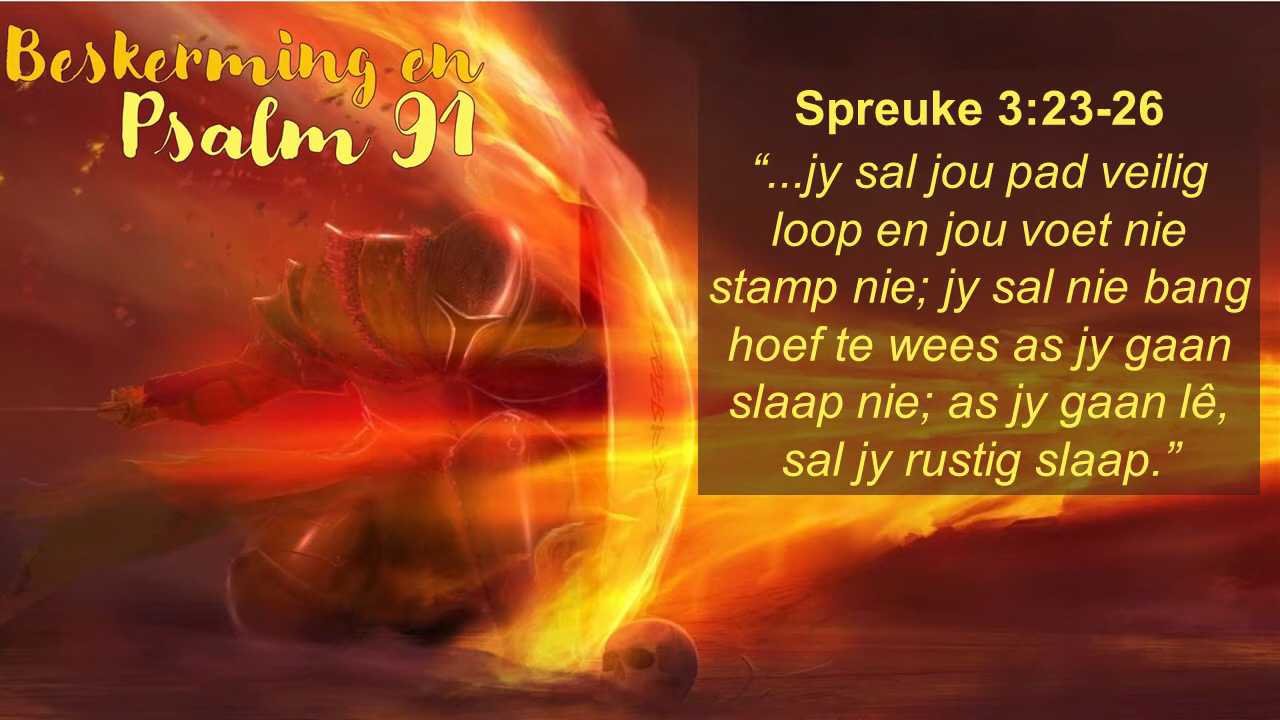 Beskerming en
Psalm 91
Spreuke 3:23-26
“...jy sal jou pad veilig
loop en jou voet nie
stamp nie; jy sal nie bang
hoef te wees as jy gaan
slaap nie; as jy gaan lê,
sal jy rustig slaap.”